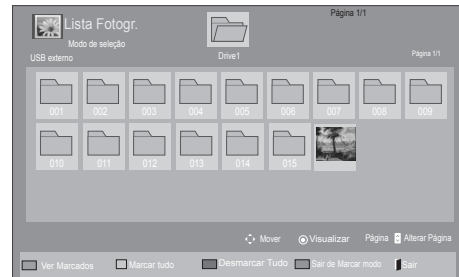 Página 1/1
Lista Fotogr.
Modo de seleção
USB externo
Drive1
Página 1/1
001 002 003 004 005 006 007 008 009
010 011 012 013 014 015
Mover Visualizar Página Alterar Página
Ver Marcados Marcar tudo Desmarcar Tudo Sair de Marcar modo Sair